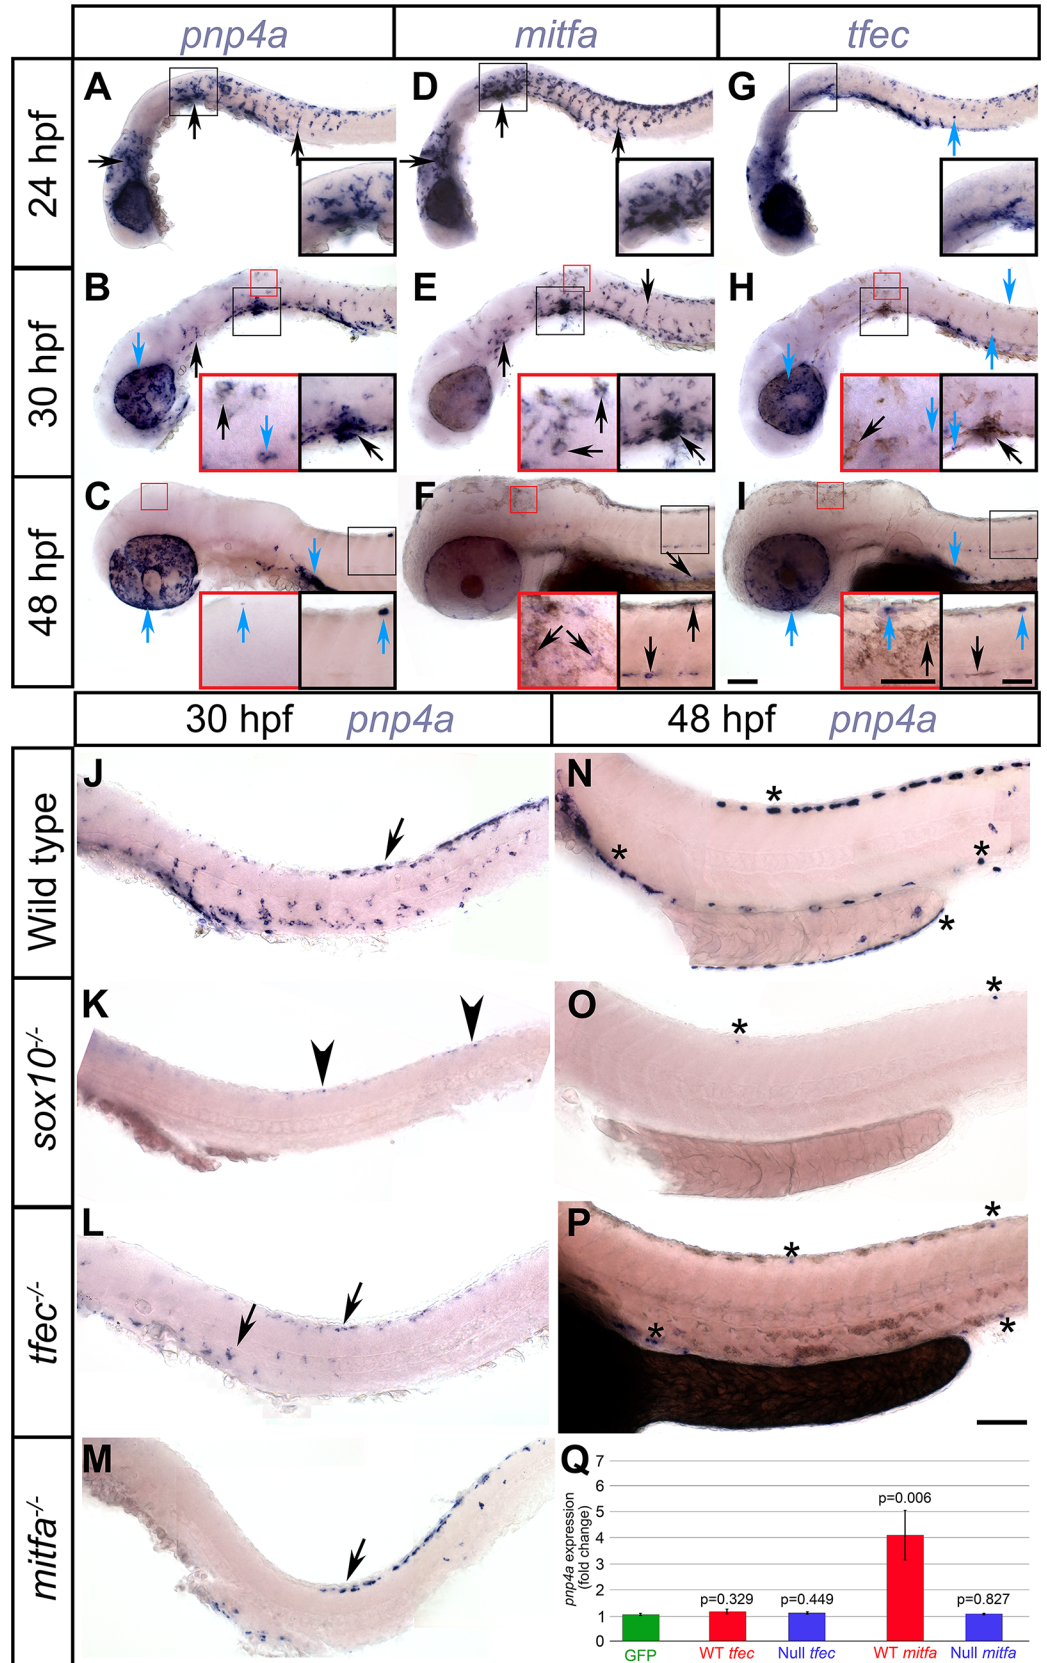 pnp4a mitfa tfec
24 hpf
A D G
30 hpf
B E H
48 hpf
C F I
30 hpf pnp4a 48 hpf pnp4a
Wild type
J N
sox10-/-
K O
tfec-/-
L P
mitfa-/-
M Q
pnp4a expression
(fold change)
7
6
5
4
3
2
1
0
p=0.329 p=0.449 p=0.006 p=0.827
GFP WT tfec Null tfec WT mitfa Null mitfa